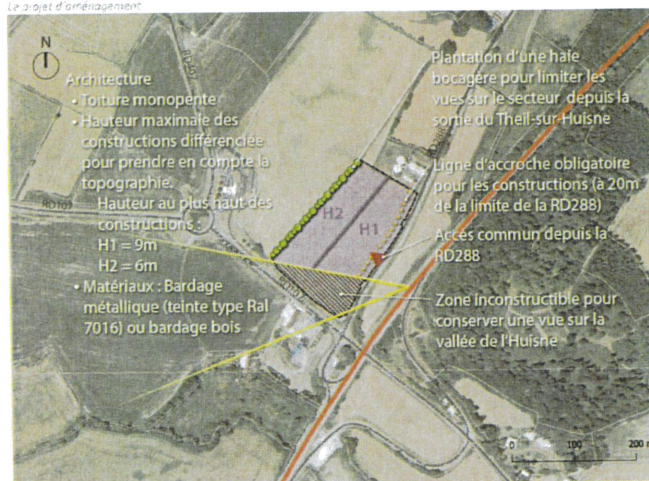 Le projet d'aménagement
N
Architecture
• Toiture monopente
• Hauteur maximale des
constructions différenciée
pour prendre en compte la
topographie.
Hauteur au plus haut des
constructions :
H1 = 9m
H2 = 6m
• Matériaux : Bardage
métallique (teinte type Ral
7016) ou bardage bois
Plantation d'une haie
bocagère pour limiter les
vues sur le secteur depuis la
sortie du Theil-sur-Huisne
Ligne d'accroche obligatoire
pour les constructions (à 20m
de la limite de la RD288)
Accès commun depuis la
RD288
Zone inconstructible pour
conserver une vue sur la
vallée de l'Huisne
H2
H1
RD107
RD107
0 100 200 m